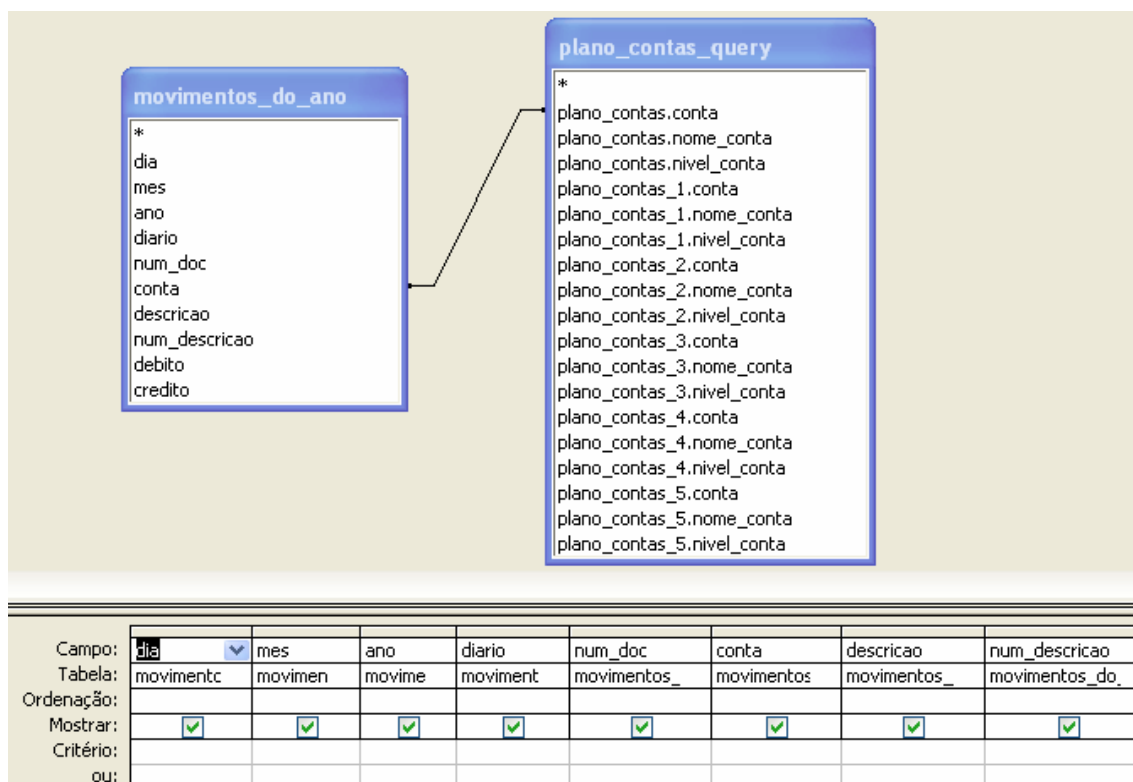 movimentos_do_ano
*
dia
mes
ano
diario
num_doc
conta
descricao
num_descricao
debito
credito
plano_contas_query
*
plano_contas.conta
plano_contas.nome_conta
plano_contas.nivel_conta
plano_contas_1.conta
plano_contas_1.nome_conta
plano_contas_1.nivel_conta
plano_contas_2.conta
plano_contas_2.nome_conta
plano_contas_2.nivel_conta
plano_contas_3.conta
plano_contas_3.nome_conta
plano_contas_3.nivel_conta
plano_contas_4.conta
plano_contas_4.nome_conta
plano_contas_4.nivel_conta
plano_contas_5.conta
plano_contas_5.nome_conta
plano_contas_5.nivel_conta
Campo: dia mes ano diario num_doc conta descricao num_descricao
Tabela: movimentc movimen movime moviment movimentos_ movimentos movimentos_ movimentos_do_
Ordenação:
Mostrar:
Critério:
ou: